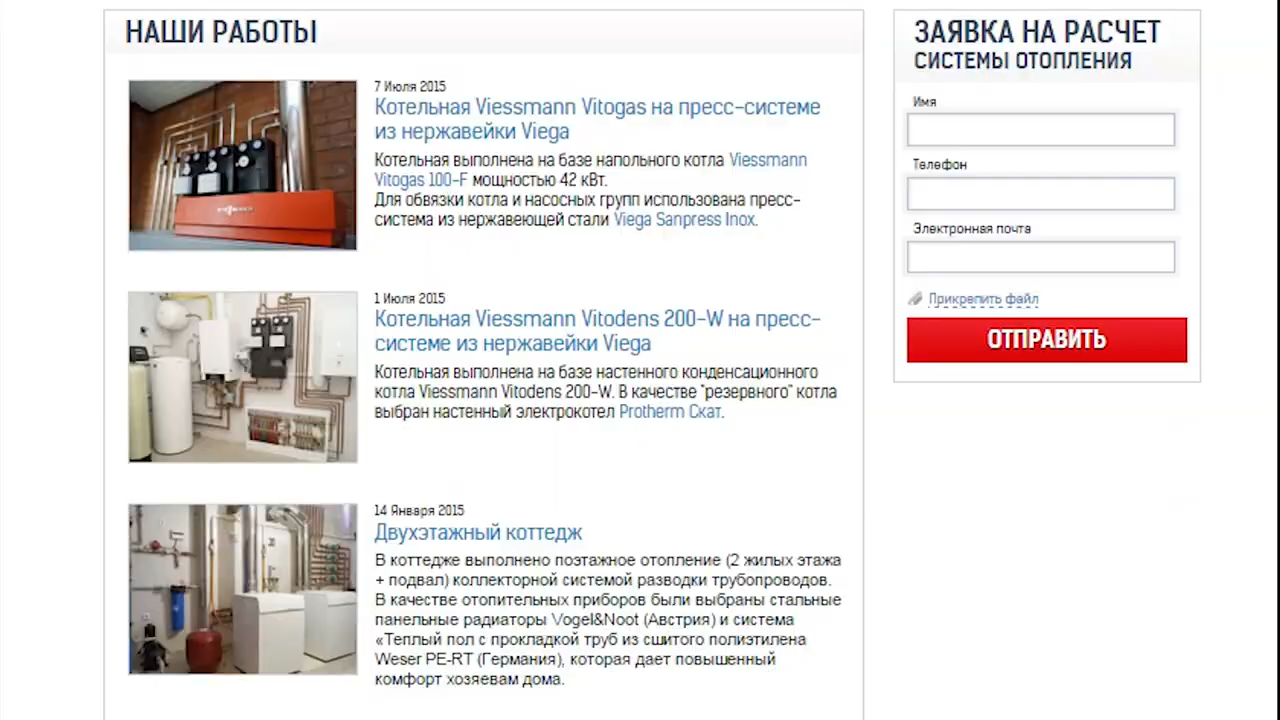 НАШИ РАБОТЫ
7 Июля 2015
Котельная Viessmann Vitogas на пресс-системе
из нержавейки Viega
Котельная выполнена на базе напольного котла Viessmann
Vitogas 100-F мощностью 42 кВт.
Для обвязки котла и насосных групп использована пресс-
система из нержавеющей стали Viega Sanpress Inox.
1 Июля 2015
Котельная Viessmann Vitodens 200-W на пресс-
системе из нержавейки Viega
Котельная выполнена на базе настенного конденсационного
котла Viessmann Vitodens 200-W. В качестве "резервного" котла
выбран настенный электрокотел Protherm Скат.
14 Января 2015
Двухэтажный коттедж
В коттедже выполнено поэтажное отопление (2 жилых этажа
+ подвал) коллекторной системой разводки трубопроводов.
В качестве отопительных приборов были выбраны стальные
панельные радиаторы Vogel&Noot (Австрия) и система
«Теплый пол с прокладкой труб из сшитого полиэтилена
Weser PE-RT (Германия), которая дает повышенный
комфорт хозяевам дома.
ЗАЯВКА НА РАСЧЕТ
СИСТЕМЫ ОТОПЛЕНИЯ
Имя
Телефон
Электронная почта
Прикрепить файл
ОТПРАВИТЬ